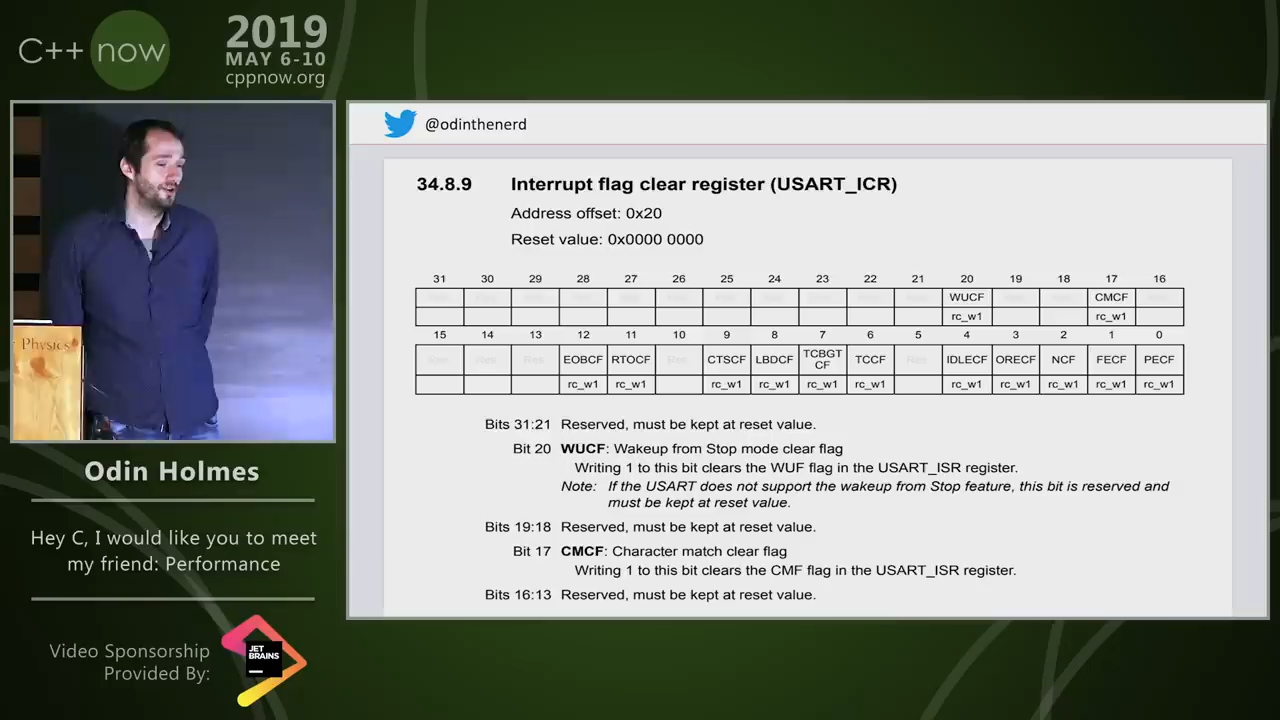 C++ now
2019
MAY 6-10
cppnow.org
Physics
Odin Holmes
Hey C, I would like you to meet
my friend: Performance
Video Sponsorship
Provided By:
JET
BRAINS
@odinthenerd
34.8.9 Interrupt flag clear register (USART_ICR)
Address offset: 0x20
Reset value: 0x0000 0000
31 30 29 28 27 26 25 24 23 22 21 20 19 18 17 16
WUCF CMCF
rc_w1 rc_w1
15 14 13 12 11 10 9 8 7 6 5 4 3 2 1 0
Res Res EOBCF RTOCF Res CTSCF LBDCF TCBGT CF TCCF Res IDLECF ORECF NCF FECF PECF
rc_w1 rc_w1 rc_w1 rc_w1 rc_w1 rc_w1 rc_w1 rc_w1 rc_w1 rc_w1 rc_w1
Bits 31:21 Reserved, must be kept at reset value.
Bit 20 WUCF: Wakeup from Stop mode clear flag
Writing 1 to this bit clears the WUF flag in the USART_ISR register.
Note: If the USART does not support the wakeup from Stop feature, this bit is reserved and
must be kept at reset value.
Bits 19:18 Reserved, must be kept at reset value.
Bit 17 CMCF: Character match clear flag
Writing 1 to this bit clears the CMF flag in the USART_ISR register.
Bits 16:13 Reserved, must be kept at reset value.